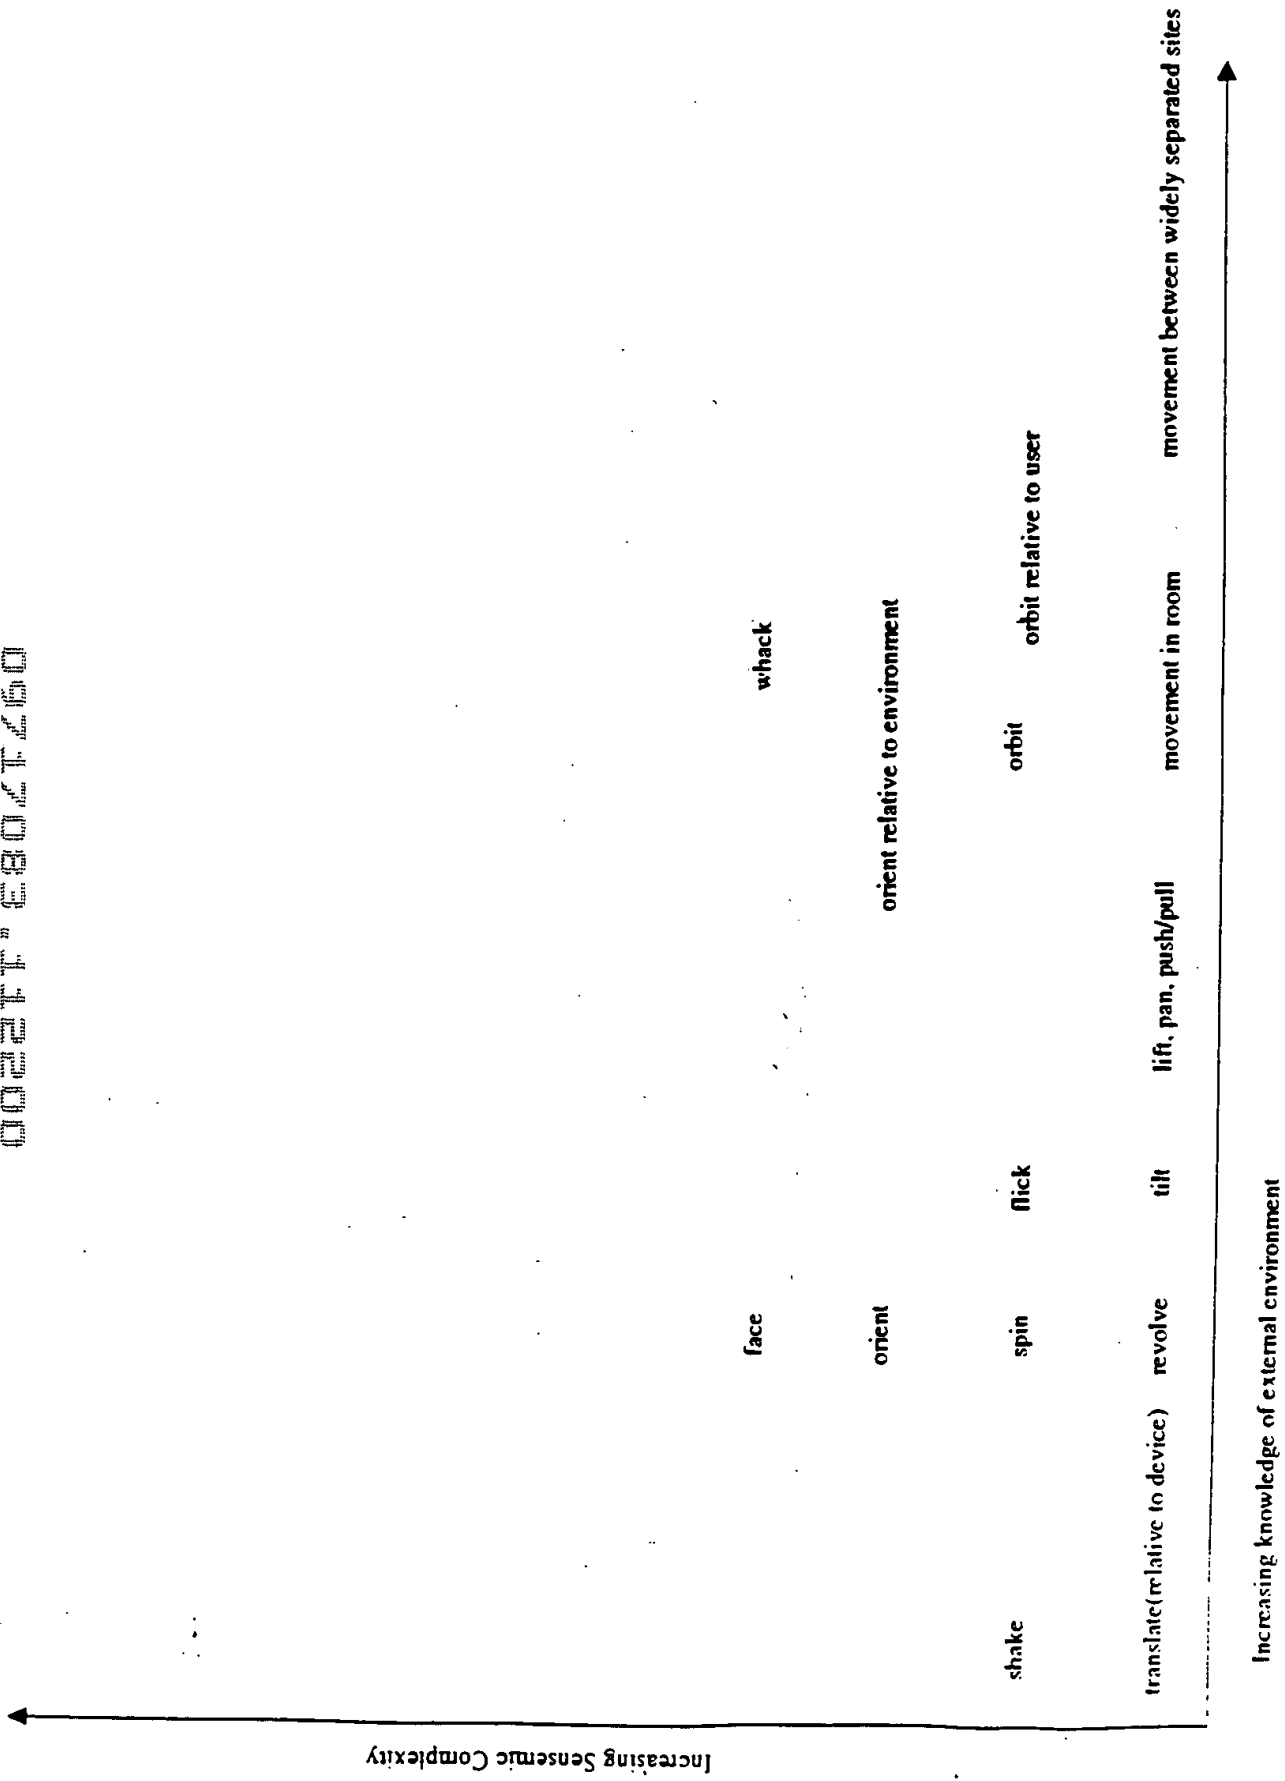 09717083.112200
Increasing Sensemic Complexity
face whack
orient orient relative to environment
shake spin flick orbit orbit relative to user
translate(relative to device) revolve tilt lift, pan, push/pull movement in room movement between widely separated sites
Increasing knowledge of external environment